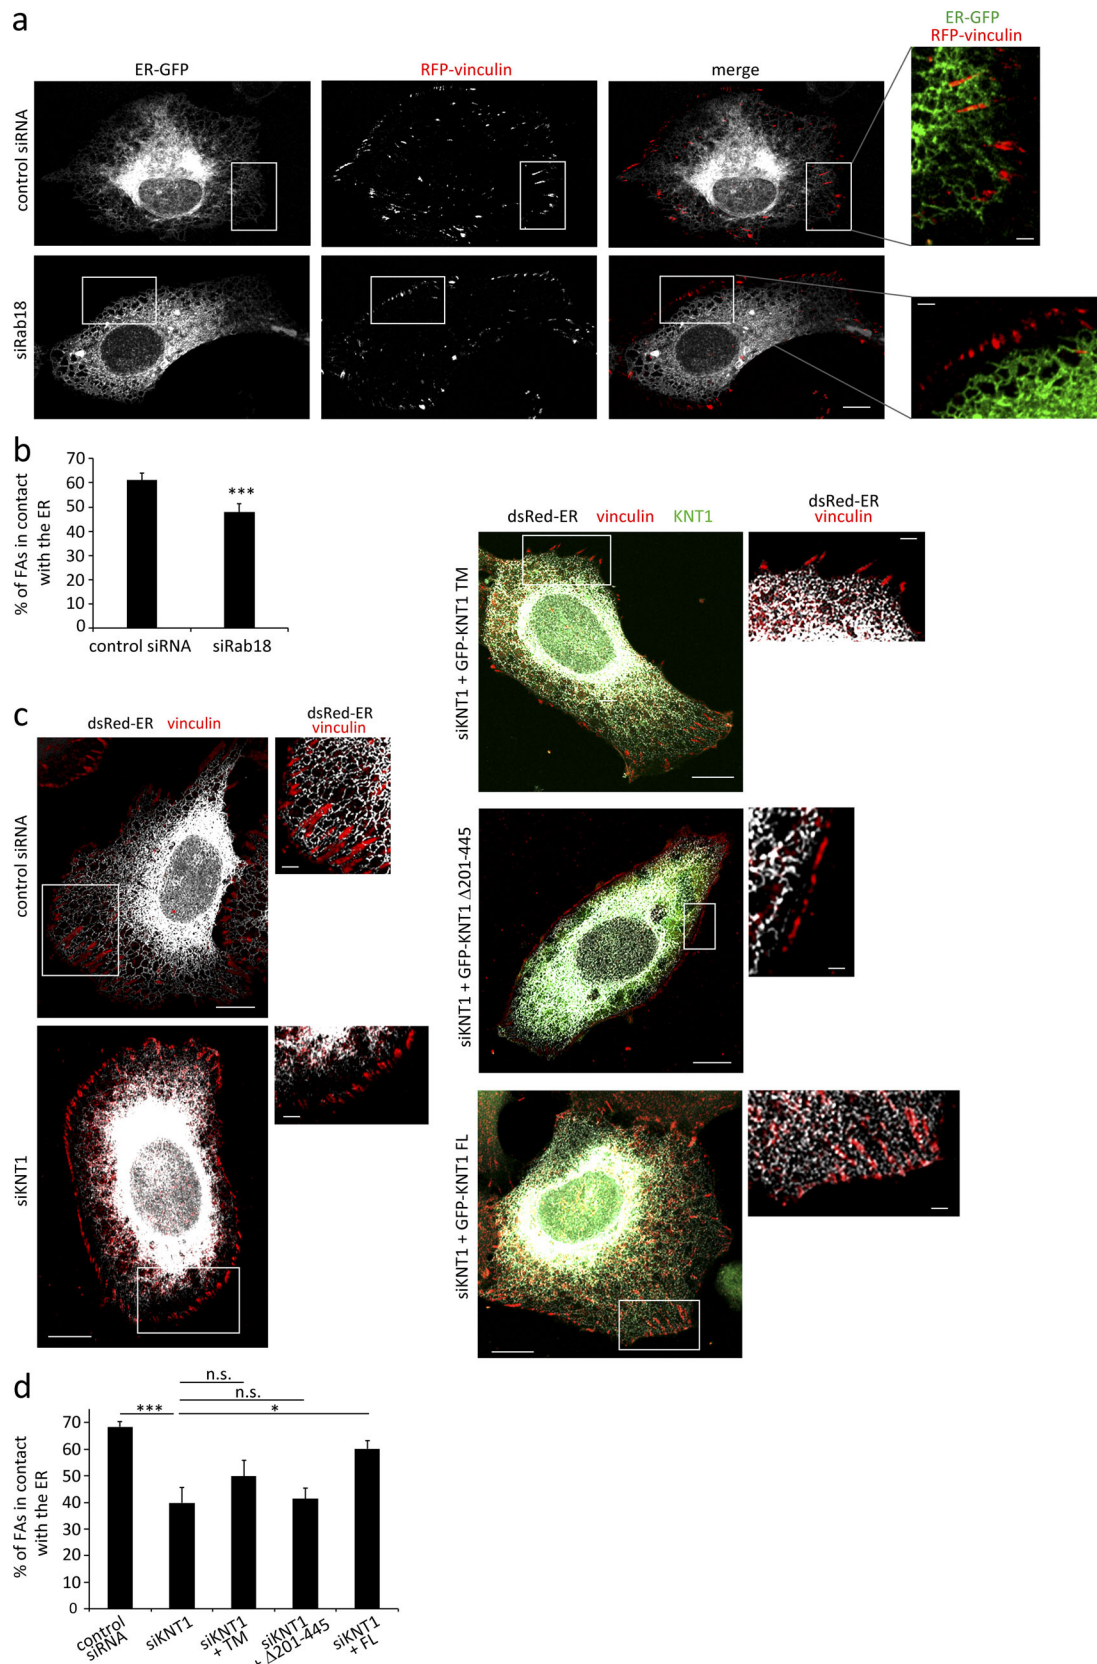 a
ER-GFP
RFP-vinculin
merge
ER-GFP
RFP-vinculin
control siRNA
siRab18
b
% of FAs in contact
with the ER
70
60
50
40
30
20
10
0
***
control siRNA
siRab18
c
dsRed-ER vinculin
dsRed-ER
vinculin
control siRNA
siKNT1
dsRed-ER vinculin KNT1
dsRed-ER
vinculin
siKNT1 + GFP-KNT1 TM
siKNT1 + GFP-KNT1 Δ201-445
siKNT1 + GFP-KNT1 FL
d
% of FAs in contact
with the ER
70
60
50
40
30
20
10
0
n.s.
n.s.
***
*
control
siRNA
siKNT1
siKNT1
+ TM
siKNT1
+ Δ201-445
siKNT1
+ FL